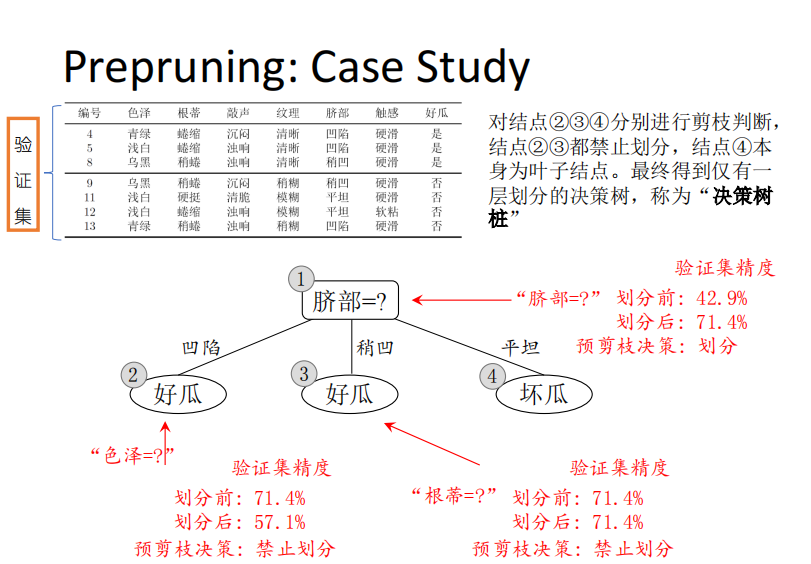 Prepruning: Case Study
验证集
编号 色泽 根蒂 敲声 纹理 脐部 触感 好瓜
4 青绿 蜷缩 沉闷 清晰 凹陷 硬滑 是
5 浅白 蜷缩 浊响 清晰 凹陷 硬滑 是
8 乌黑 稍蜷 浊响 清晰 稍凹 硬滑 是
9 乌黑 稍蜷 沉闷 稍糊 稍凹 硬滑 否
11 浅白 硬挺 清脆 模糊 平坦 硬滑 否
12 浅白 蜷缩 浊响 模糊 平坦 软粘 否
13 青绿 稍蜷 浊响 稍糊 凹陷 硬滑 否
对结点②③④分别进行剪枝判断，
结点②③都禁止划分，结点④本
身为叶子结点。最终得到仅有一
层划分的决策树，称为“决策树
桩”
验证集精度
“脐部=?” 划分前: 42.9%
划分后: 71.4%
预剪枝决策: 划分
1
脐部=?
凹陷
稍凹
平坦
2
好瓜
3
好瓜
4
坏瓜
“色泽=?”
验证集精度
划分前: 71.4%
划分后: 57.1%
预剪枝决策: 禁止划分
“根蒂=?”
验证集精度
划分前: 71.4%
划分后: 71.4%
预剪枝决策: 禁止划分